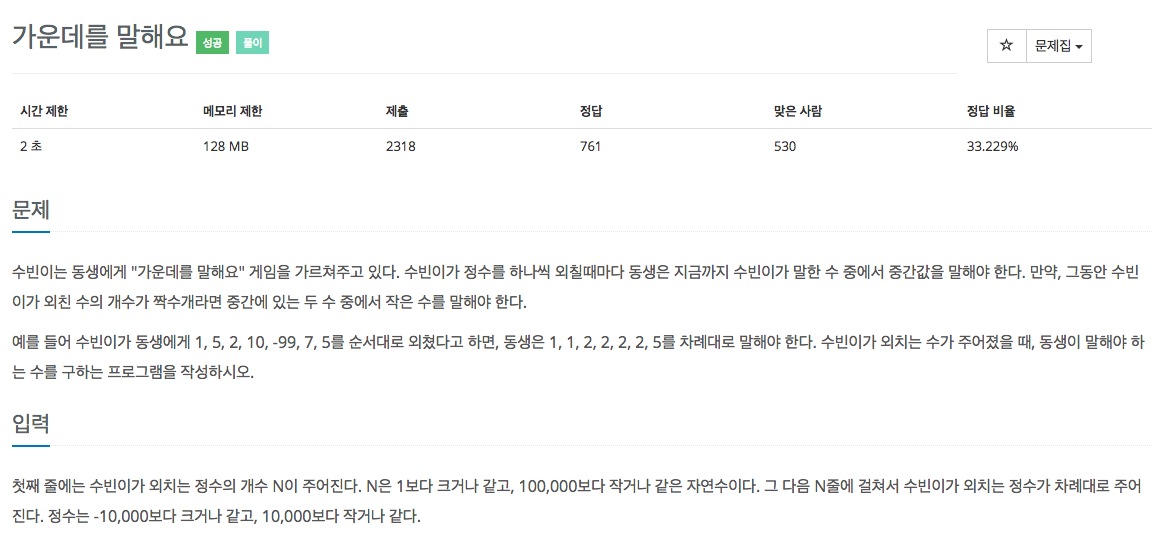 가운데를 말해요 성공 풀이
☆ 문제집
시간 제한 메모리 제한 제출 정답 맞은 사람 정답 비율
2 초 128 MB 2318 761 530 33.229%
문제
수빈이는 동생에게 "가운데를 말해요" 게임을 가르쳐주고 있다. 수빈이가 정수를 하나씩 외칠때마다 동생은 지금까지 수빈이가 말한 수 중에서 중간값을 말해야 한다. 만약, 그동안 수빈
이가 외친 수의 개수가 짝수개라면 중간에 있는 두 수 중에서 작은 수를 말해야 한다.
예를 들어 수빈이가 동생에게 1, 5, 2, 10, -99, 7, 5를 순서대로 외쳤다고 하면, 동생은 1, 1, 2, 2, 2, 2, 5를 차례대로 말해야 한다. 수빈이가 외치는 수가 주어졌을 때, 동생이 말해야 하
는 수를 구하는 프로그램을 작성하시오.
입력
첫째 줄에는 수빈이가 외치는 정수의 개수 N이 주어진다. N은 1보다 크거나 같고, 100,000보다 작거나 같은 자연수이다. 그 다음 N줄에 걸쳐서 수빈이가 외치는 정수가 차례대로 주어
진다. 정수는 -10,000보다 크거나 같고, 10,000보다 작거나 같다.